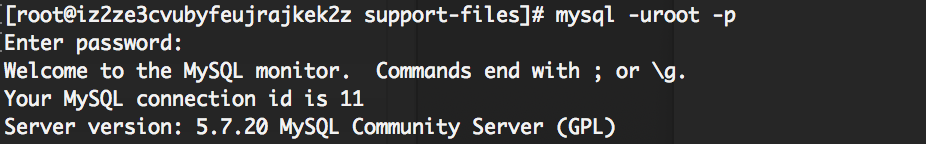 [root@iz2ze3cvubyfeujrajkek2z support-files]# mysql -uroot -p
Enter password:
Welcome to the MySQL monitor.  Commands end with ; or \g.
Your MySQL connection id is 11
Server version: 5.7.20 MySQL Community Server (GPL)